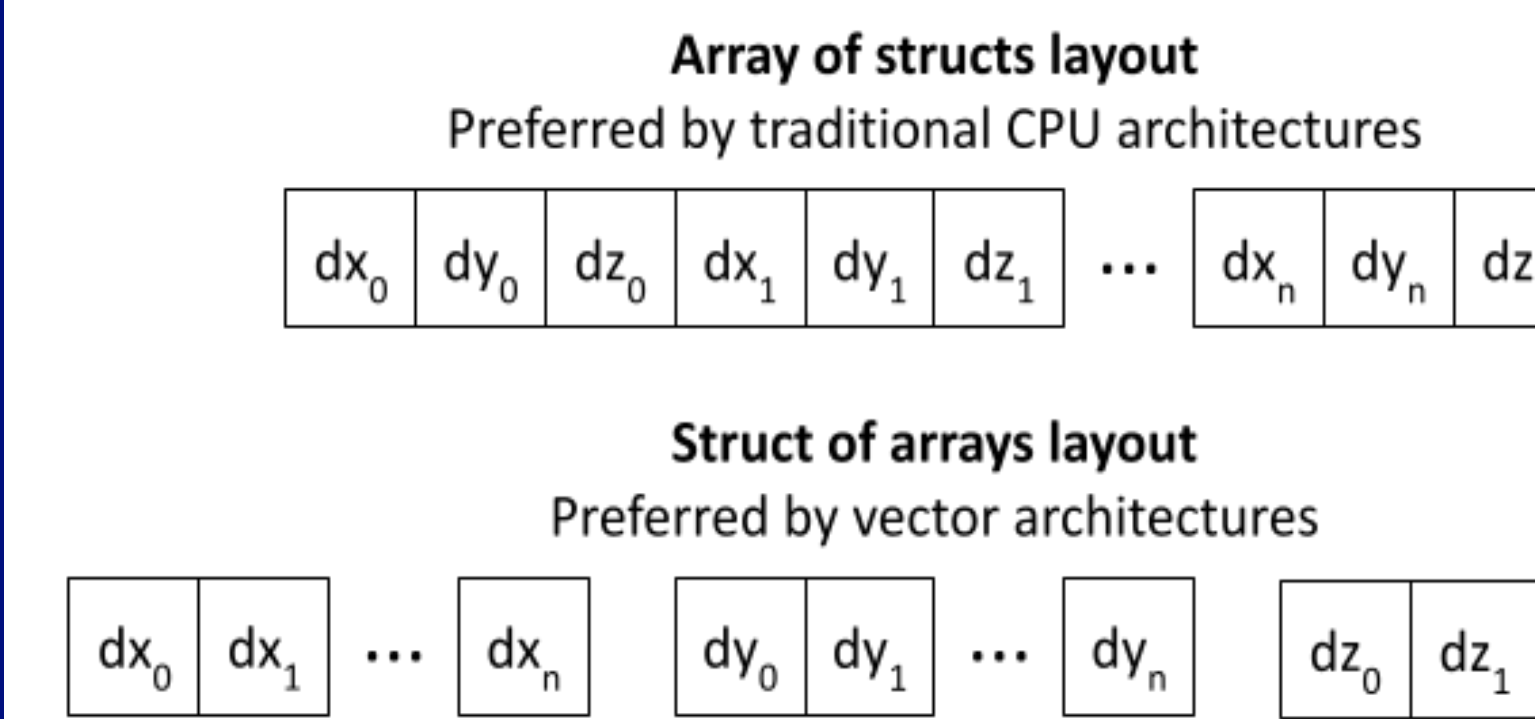 Array of structs layout
Preferred by traditional CPU architectures
dx₀ dy₀ dz₀ dx₁ dy₁ dz₁ ... dxₙ dyₙ dz
Struct of arrays layout
Preferred by vector architectures
dx₀ dx₁ ... dxₙ dy₀ dy₁ ... dyₙ dz₀ dz₁